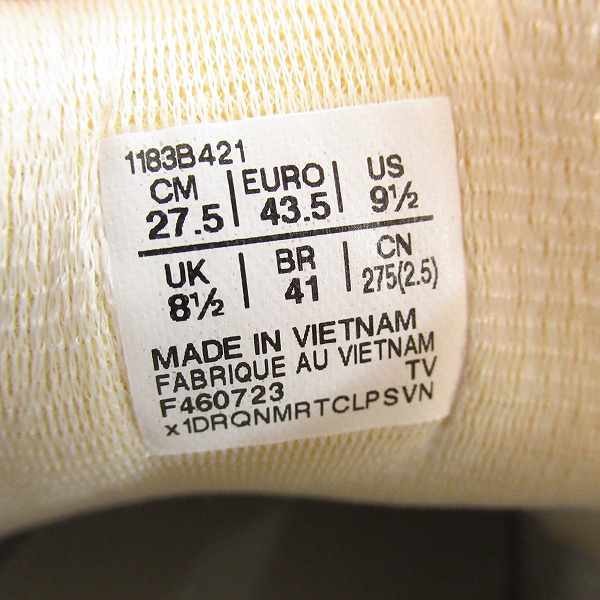 1183B421
CM | EURO | US
27.5 | 43.5 | 9½
UK | BR | CN
8½ | 41 | 275(2.5)
MADE IN VIETNAM
FABRIQUE AU VIETNAM
F460723 TV
x1DRQNMRTCLPSVN